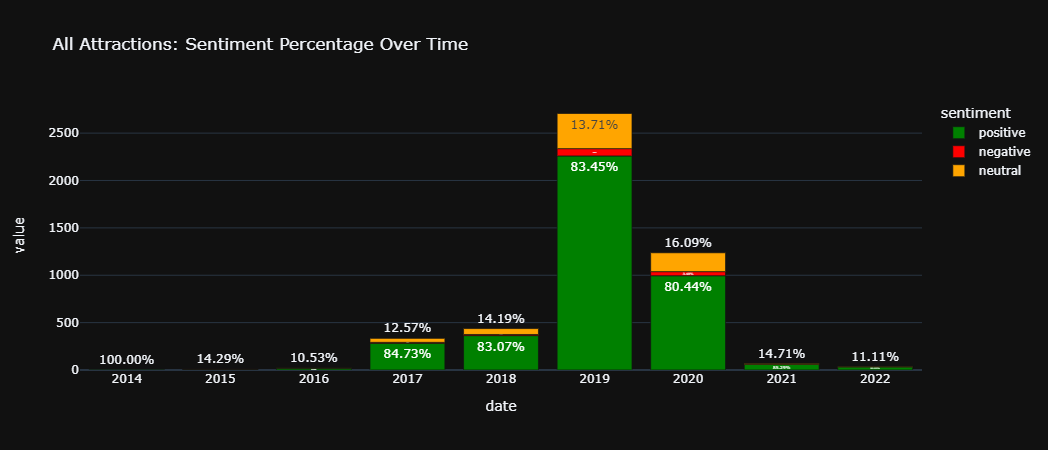 All Attractions: Sentiment Percentage Over Time
sentiment
positive
negative
neutral
value
2500
2000
1500
1000
500
0
100.00%
14.29%
10.53%
12.57%
84.73%
14.19%
83.07%
13.71%
83.45%
16.09%
80.44%
14.71%
11.11%
2014 2015 2016 2017 2018 2019 2020 2021 2022
date